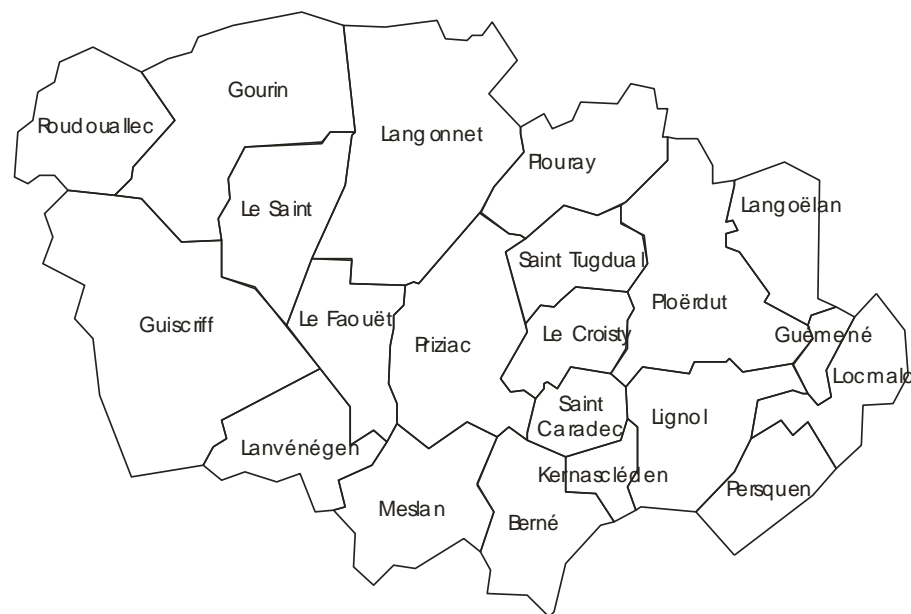 Gourin
Roudouallec
Langonnet
Plouray
Le Saint
Langoëlan
Saint Tugdual
Ploërdut
Le Faouët
Guiscriff
Le Croisty
Guémené
Priziac
Locmalo
Saint
Caradec
Lignol
Lanvénégen
Kernascléden
Persquen
Meslan
Berné